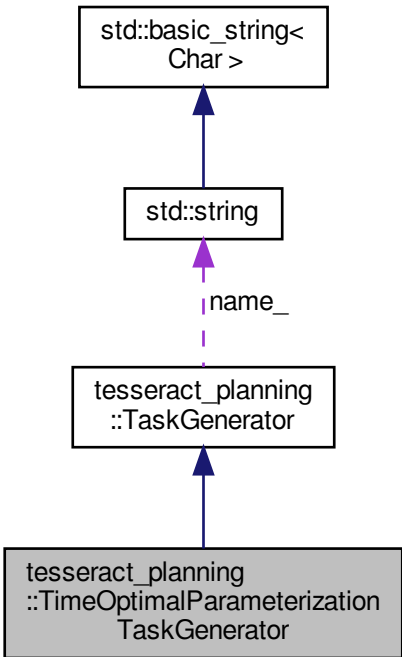 std::basic_string<
Char >
std::string
name_
tesseract_planning
::TaskGenerator
tesseract_planning
::TimeOptimalParameterization
TaskGenerator